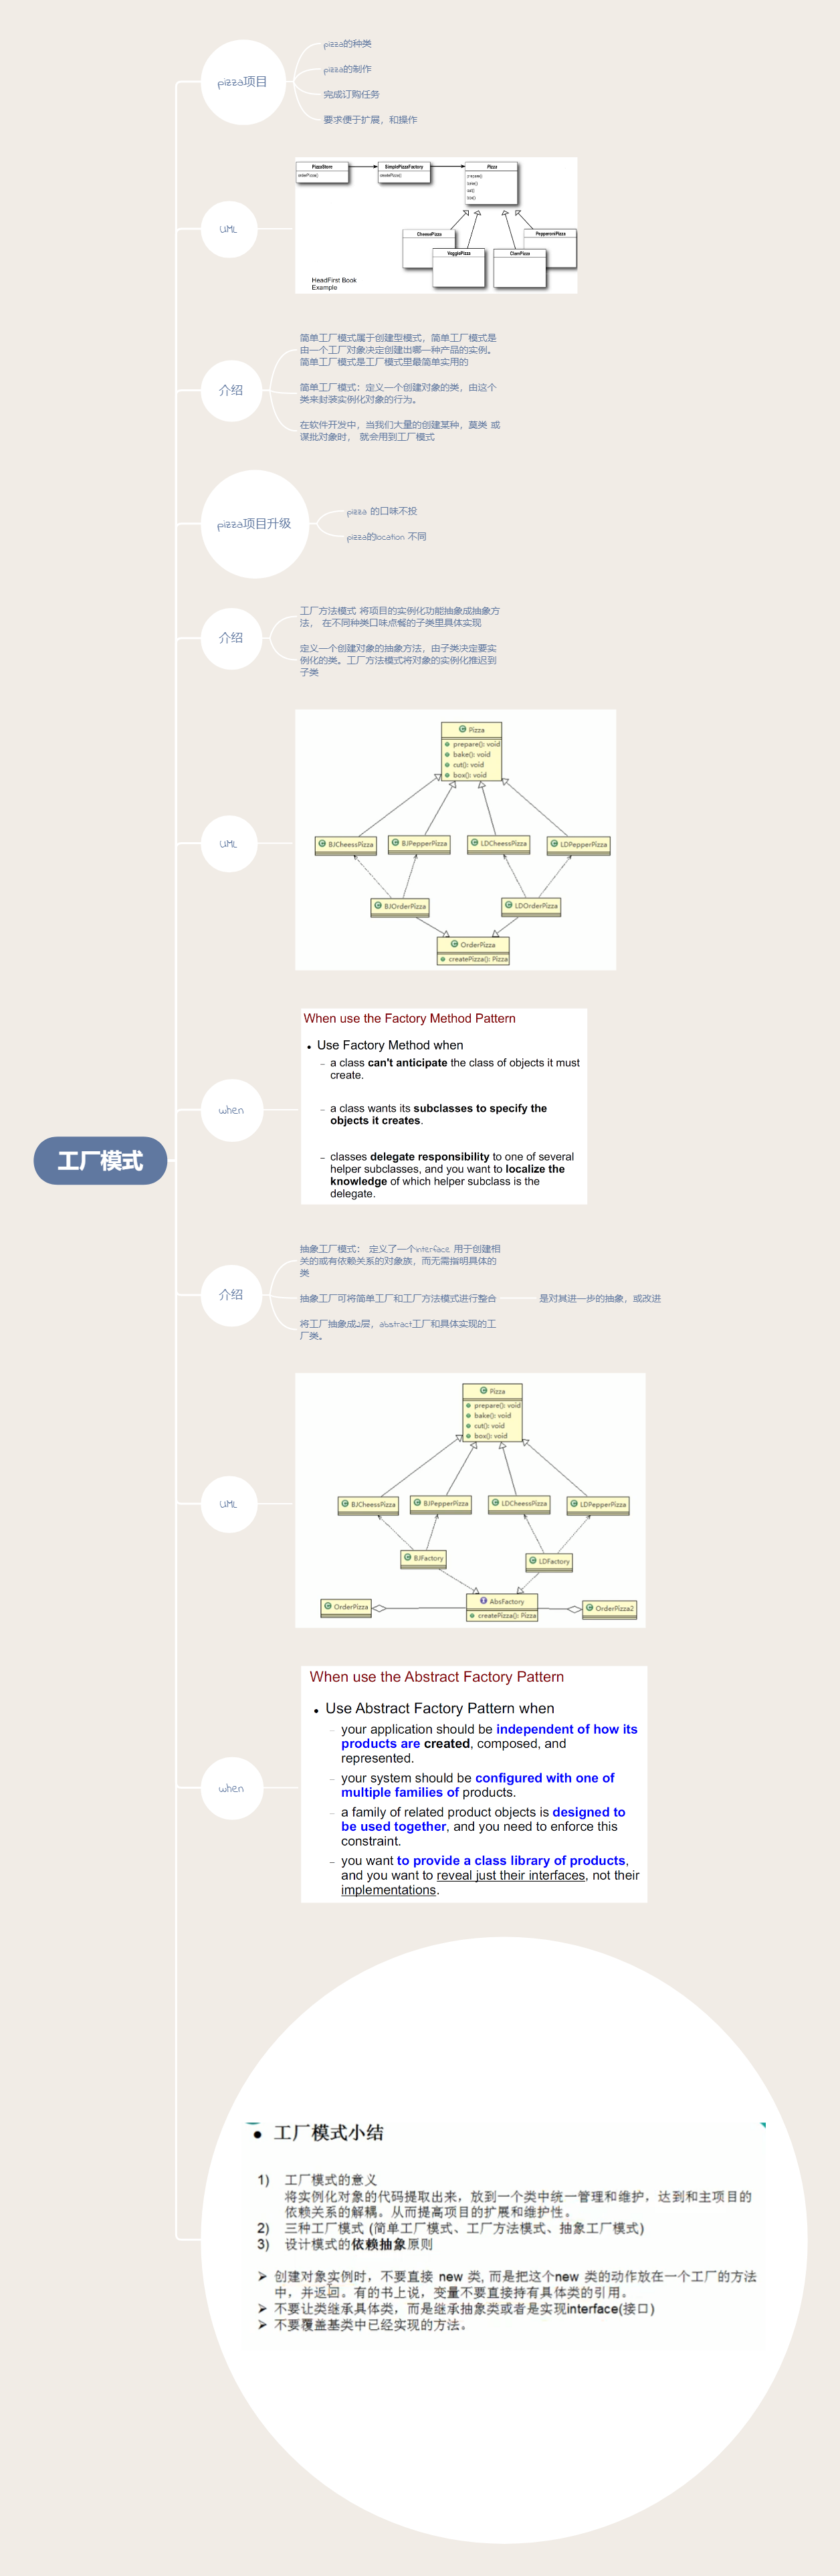 pizza项目
pizza的种类
pizza的制作
完成订购任务
要求便于扩展，和操作
UML
PizzaStore
orderPizza()
SimplePizzaFactory
createPizza()
Pizza
prepare()
bake()
cut()
box()
CheesePizza
VeggiePizza
ClamPizza
PepperoniPizza
HeadFirst Book
Example
介绍
简单工厂模式属于创建型模式，简单工厂模式是
由一个工厂对象决定创建出哪一种产品的实例。
简单工厂模式是工厂模式里最简单实用的
简单工厂模式：定义一个创建对象的类，由这个
类来封装实例化对象的行为。
在软件开发中，当我们大量的创建某种，莫类 或
谋批对象时， 就会用到工厂模式
pizza项目升级
pizza 的口味不投
pizza的location 不同
介绍
工厂方法模式 将项目的实例化功能抽象成抽象方
法， 在不同种类口味点餐的子类里具体实现
定义一个创建对象的抽象方法，由子类决定要实
例化的类。工厂方法模式将对象的实例化推迟到
子类
UML
Pizza
prepare(): void
bake(): void
cut(): void
box(): void
BJCheessPizza
BJPepperPizza
LDCheessPizza
LDPepperPizza
BJOrderPizza
LDOrderPizza
OrderPizza
createPizza(): Pizza
when
When use the Factory Method Pattern
• Use Factory Method when
– a class can't anticipate the class of objects it must
create.
– a class wants its subclasses to specify the
objects it creates.
– classes delegate responsibility to one of several
helper subclasses, and you want to localize the
knowledge of which helper subclass is the
delegate.
工厂模式
介绍
抽象工厂模式： 定义了一个interface 用于创建相
关的或有依赖关系的对象族，而无需指明具体的
类
抽象工厂可将简单工厂和工厂方法模式进行整合
是对其进一步的抽象，或改进
将工厂抽象成2层，abstract工厂和具体实现的工
厂类。
UML
Pizza
prepare(): void
bake(): void
cut(): void
box(): void
BJCheessPizza
BJPepperPizza
LDCheessPizza
LDPepperPizza
BJFactory
LDFactory
OrderPizza
AbsFactory
createPizza(): Pizza
OrderPizza2
when
When use the Abstract Factory Pattern
• Use Abstract Factory Pattern when
– your application should be independent of how its
products are created, composed, and
represented.
– your system should be configured with one of
multiple families of products.
– a family of related product objects is designed to
be used together, and you need to enforce this
constraint.
– you want to provide a class library of products,
and you want to reveal just their interfaces, not their
implementations.
• 工厂模式小结
1) 工厂模式的意义
将实例化对象的代码提取出来，放到一个类中统一管理和维护，达到和主项目的
依赖关系的解耦。从而提高项目的扩展和维护性。
2) 三种工厂模式 (简单工厂模式、工厂方法模式、抽象工厂模式)
3) 设计模式的依赖抽象原则
➢ 创建对象实例时，不要直接 new 类, 而是把这个new 类的动作放在一个工厂的方法
中，并返回。有的书上说，变量不要直接持有具体类的引用。
➢ 不要让类继承具体类，而是继承抽象类或者是实现interface(接口)
➢ 不要覆盖基类中已经实现的方法。